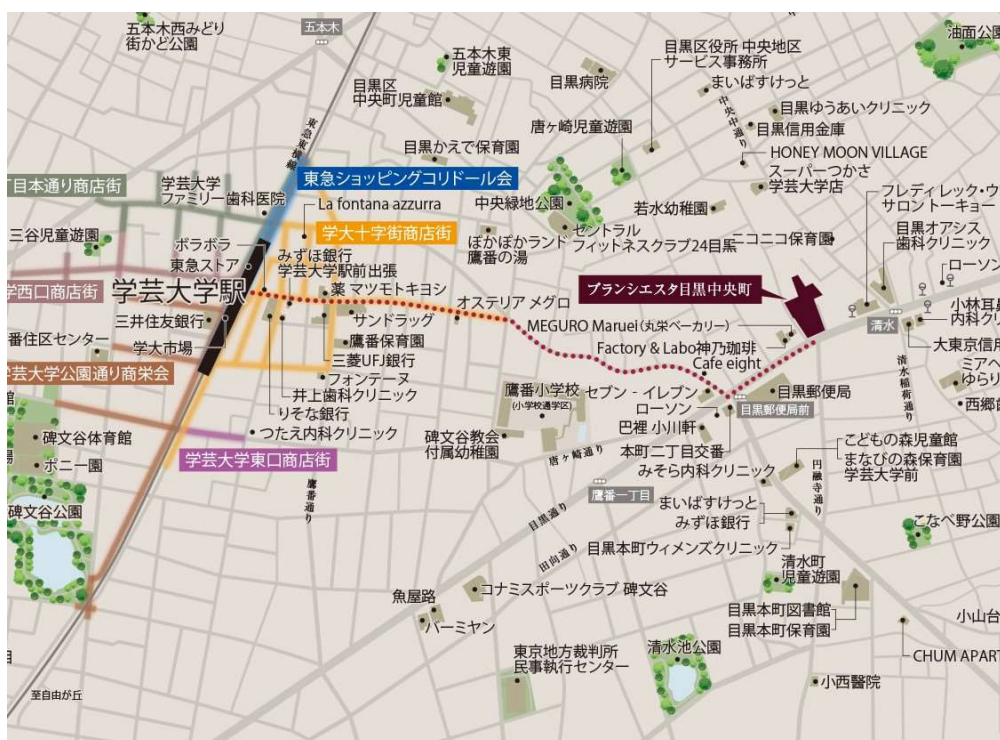 五本木西みどり
街かど公園
五本木
五本木東
児童遊園
目黒区
中央町児童館
目黒病院
目黒区役所 中央地区
サービス事務所
まいばすけっと
油面公園
中央中通り
目黒ゆうあいクリニック
目黒信用金庫
HONEY MOON VILLAGE
スーパーつかさ
学芸大学店
唐ヶ崎児童遊園
目黒かえで保育園
東急東横線
東急ショッピングコリドール会
丁目本通り商店街
学芸大学
ファミリー歯科医院
La fontana azzurra
学大十字街商店街
中央緑地公園
セントラル
フィットネスクラブ24目黒
若水幼稚園
ニコニコ保育園
フレディレック・ウ
サロントーキョー
目黒オアシス
歯科クリニック
ローソン
三谷児童遊園
ポラボラ
東急ストア
みずほ銀行
学芸大学駅前出張
ぽかぽかランド
鷹番の湯
学西口商店街
学芸大学駅
薬 マツモトキヨシ
オステリア メグロ
ブランシエスタ目黒中央町
清水
小林耳鼻
内科クリニ
大東京信用
三井住友銀行
学大市場
サンドラッグ
鷹番保育園
三菱UFJ銀行
MEGURO Maruei（丸栄ベーカリー）
Factory & Labo神乃珈琲
Cafe eight
番住区センター
学芸大学公園通り商栄会
フォンテーヌ
井上歯科クリニック
りそな銀行
つたえ内科クリニック
学芸大学東口商店街
鷹番小学校
（小学校通学区）
セブン‐イレブン
ローソン
目黒郵便局
目黒郵便局前
巴裡 小川軒
本町二丁目交番
みそら内科クリニック
清水稲荷通り
ミアヘ
ゆらり
西郷歯
館
場
碑文谷体育館
ポニー園
碑文谷公園
碑文谷教会
付属幼稚園
唐ヶ崎通り
鷹番一丁目
鷹番通り
目黒通り
田向通り
円融寺通り
こどもの森児童館
まなびの森保育園
学芸大学前
まいばすけっと
みずほ銀行
目黒本町ウィメンズクリニック
こなべ野公園
清水町
児童遊園
魚屋路
バーミヤン
コナミスポーツクラブ 碑文谷
目黒本町図書館
目黒本町保育園
小山台
東京地方裁判所
民事執行センター
清水池公園
CHUM APART
小西醫院
目
至自由が丘